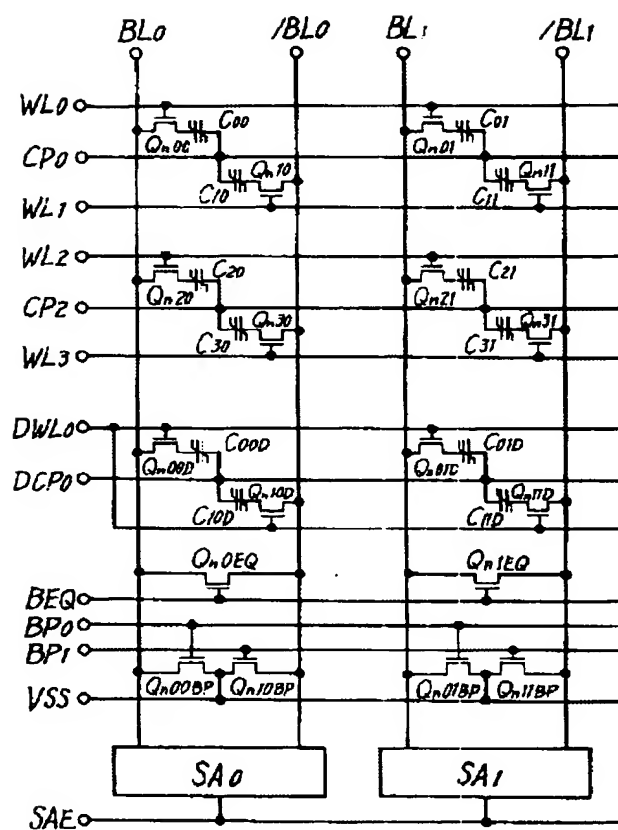 BL0 /BL0 BL1 /BL1
WL0
C00 C01
Qn00 Qn01
CP0
Qn10 Qn11
C10 C11
WL1
WL2
C20 C21
Qn20 Qn21
CP2
Qn30 Qn31
C30 C31
WL3
DWL0
C00D C01D
Qn00D
DCP0
Qn10D Qn11D
C10D C11D
Qn0EQ Qn1EQ
BEQ
BP0
BP1
Qn00BP Qn10BP Qn01BP Qn11BP
VSS
SA0 SA1
SAE